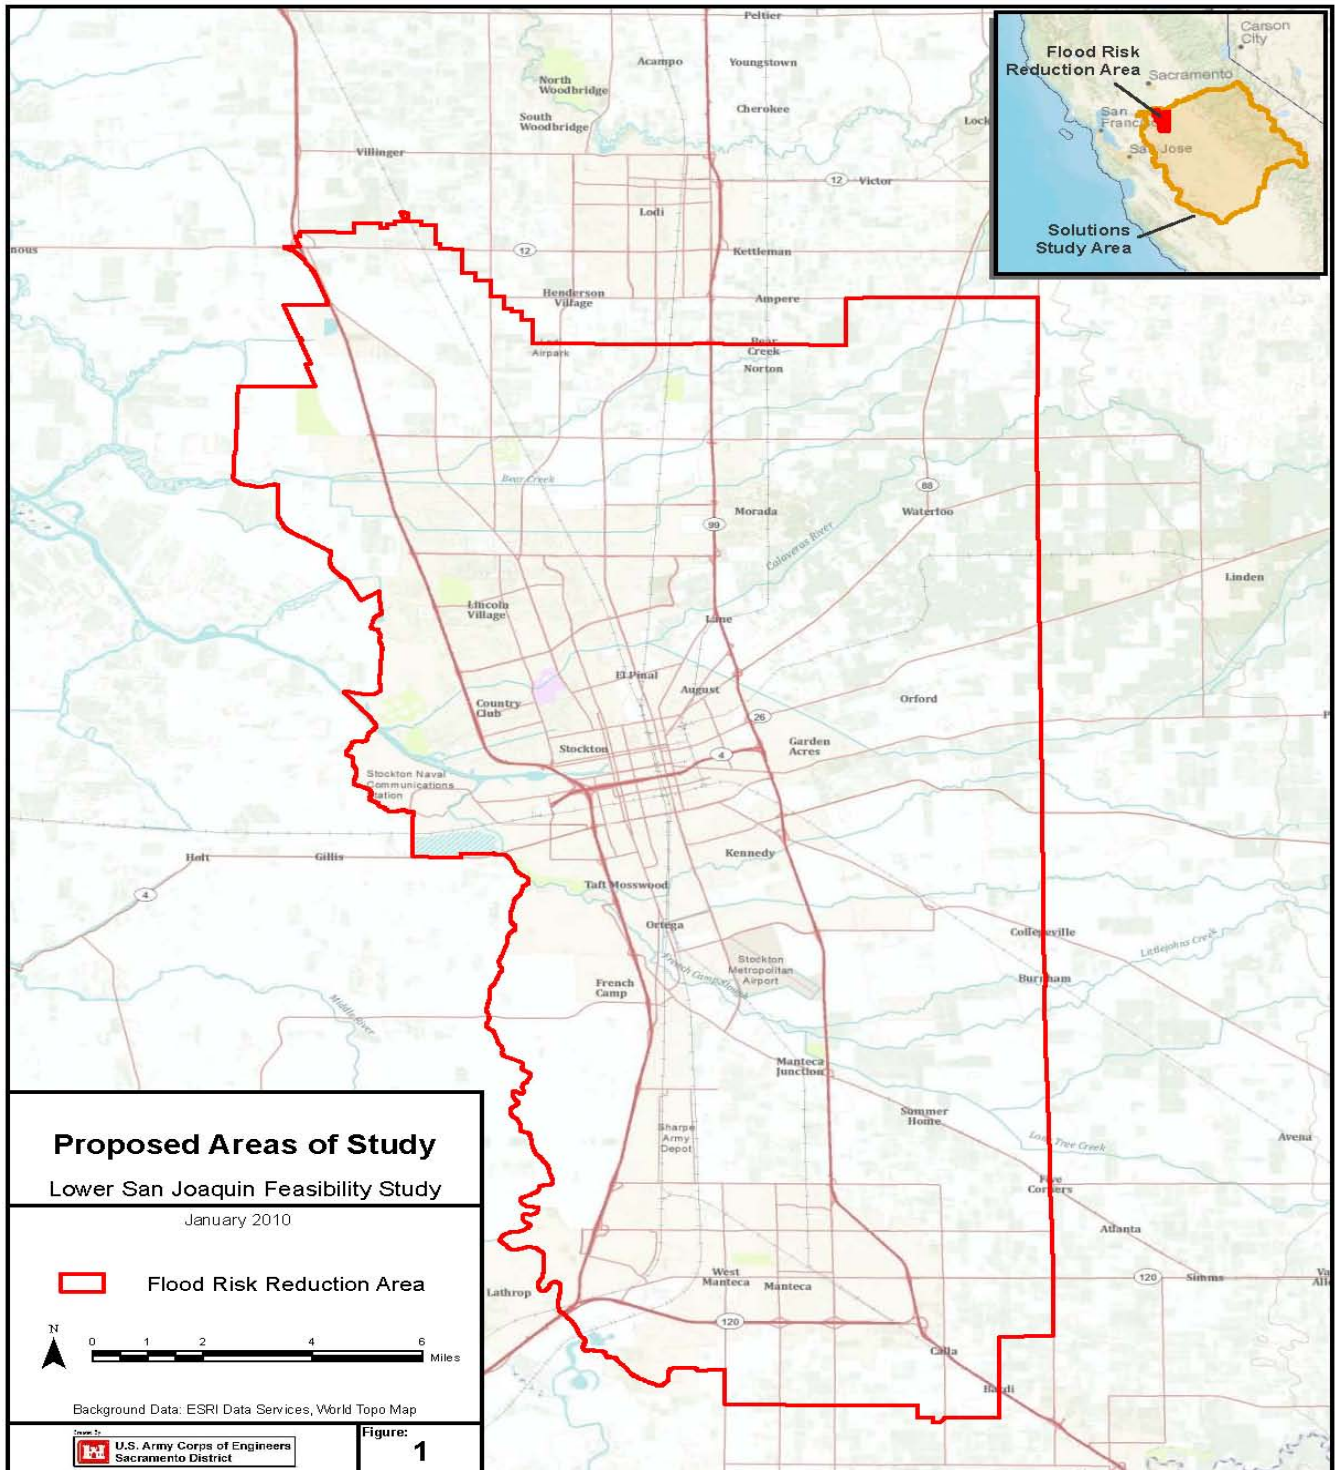 Peltier
Acampo
Youngstown
North
Woodbridge
Cherokee
South
Woodbridge
Lock
Villinger
12
Victor
Lodi
nous
12
Kettleman
Henderson
Village
Ampere
Airpark
Bear
Creek
Norton
Bear Creek
88
Morada
Waterloo
99
Calaveras River
Linden
Lincoln
Village
Lane
El Pinal
August
Orford
Country
Club
26
Stockton
Garden
Acres
4
Stockton Naval
Communications
Station
Holt
Gillis
Kennedy
4
Taft Mosswood
Ortega
Collegeville
Littlejohns Creek
Stockton
Metropolitan
Airport
French Camp Slough
Burnham
French
Camp
Middle River
Manteca
Junction
Summer
Home
Sharpe
Army
Depot
Lone Tree Creek
Avena
Five
Corners
Atlanta
West
Manteca
Manteca
120
Simms
Lathrop
120
Calla
Flood Risk
Reduction Area
Carson
City
Sacramento
San
San Jose
Solutions
Study Area
Proposed Areas of Study
Lower San Joaquin Feasibility Study
January 2010
Flood Risk Reduction Area
N
0 1 2 4 6
Miles
Background Data: ESRI Data Services, World Topo Map
U.S. Army Corps of Engineers
Sacramento District
Figure:
1